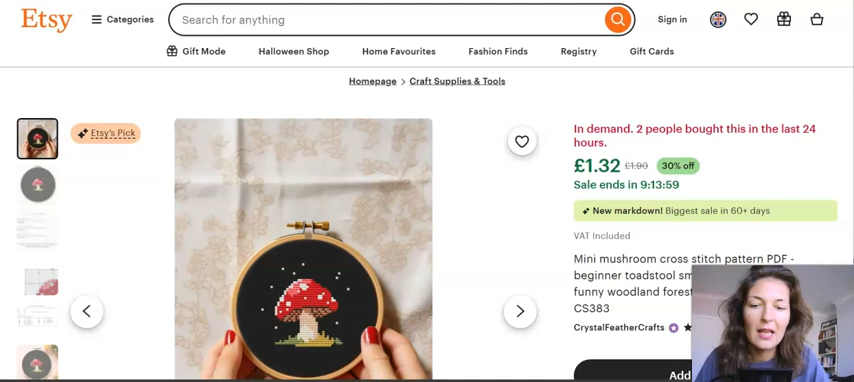 Etsy
Categories
Search for anything
Sign in
Gift Mode
Halloween Shop
Home Favourites
Fashion Finds
Registry
Gift Cards
Homepage > Craft Supplies & Tools
Etsy's Pick
In demand. 2 people bought this in the last 24
hours.
£1.32 £1.90 30% off
Sale ends in 9:13:59
New markdown! Biggest sale in 60+ days
VAT Included
Mini mushroom cross stitch pattern PDF -
beginner toadstool
funny woodland
CS383
CrystalFeatherCrafts
Add